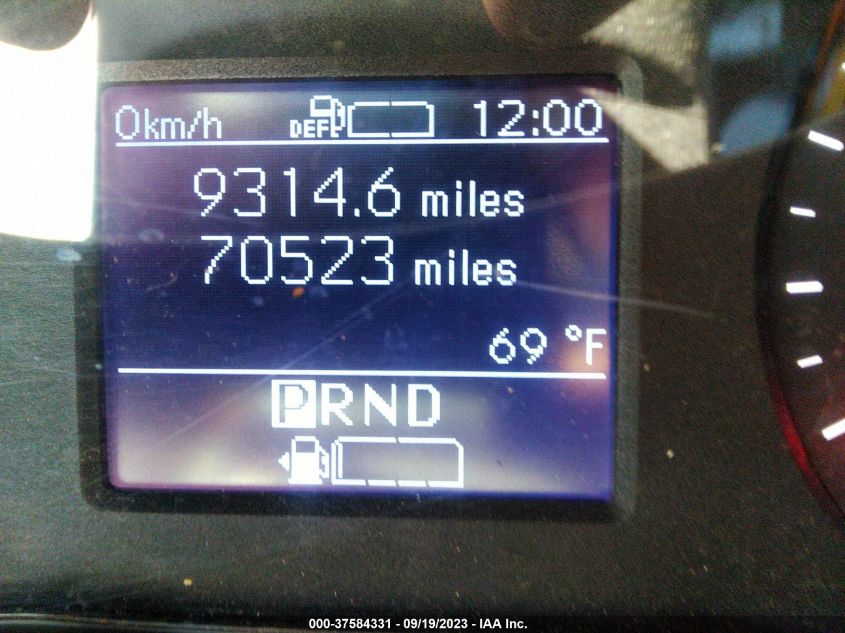 0km/h DEF 12:00
9314.6 miles
70523 miles
69 °F
PRND
000-37584331 - 09/19/2023 - IAA Inc.